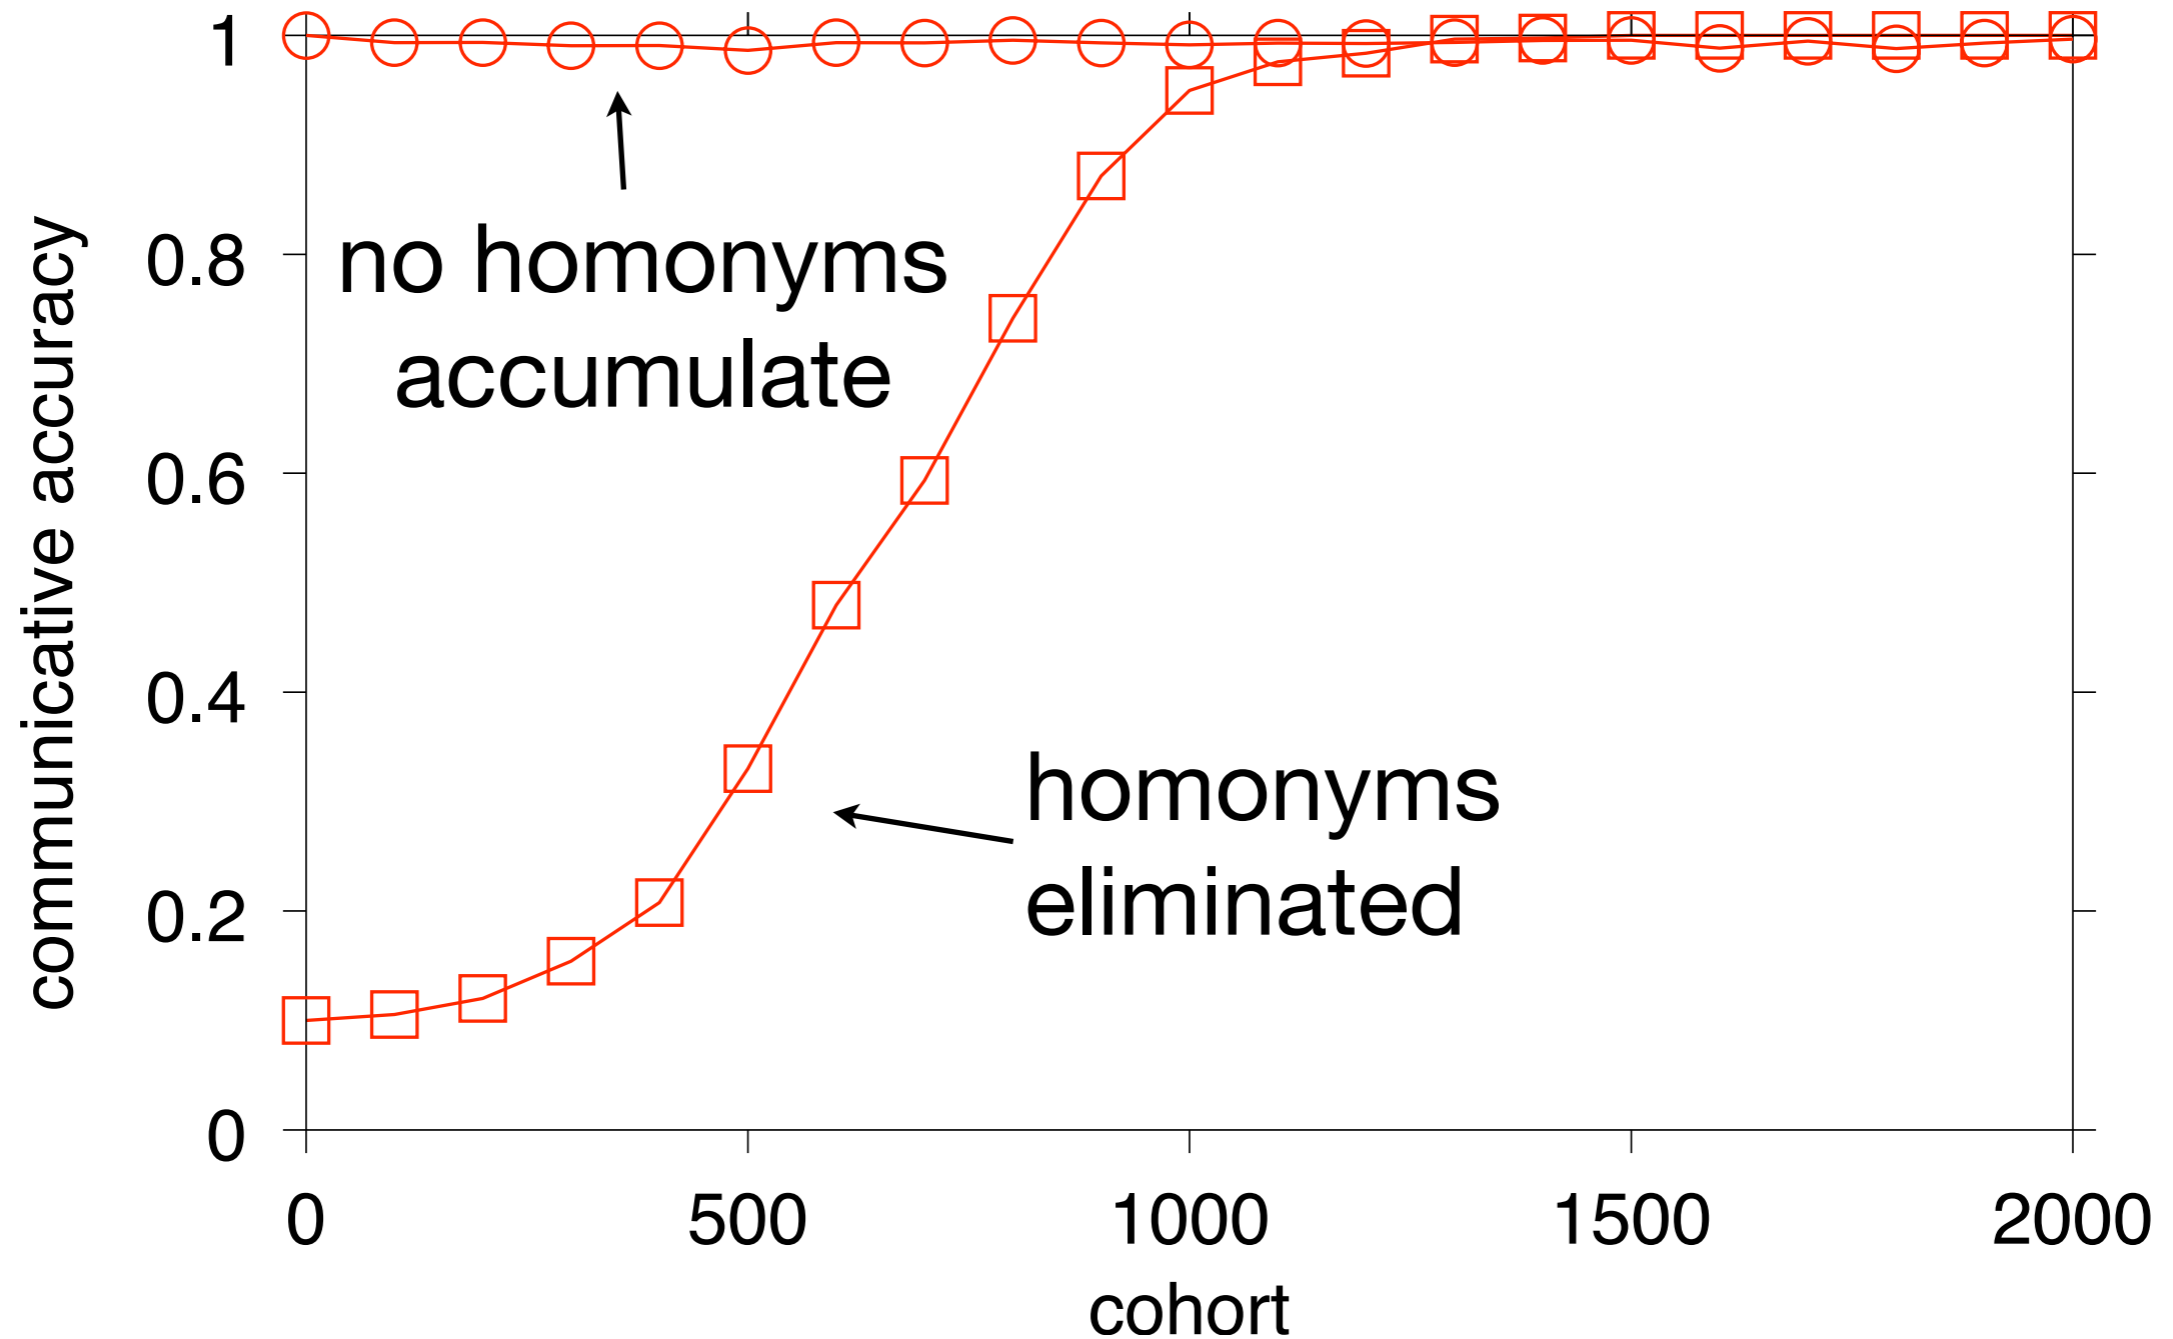 communicative accuracy
1
0.8
0.6
0.4
0.2
0
no homonyms
accumulate
homonyms
eliminated
0 500 1000 1500 2000
cohort